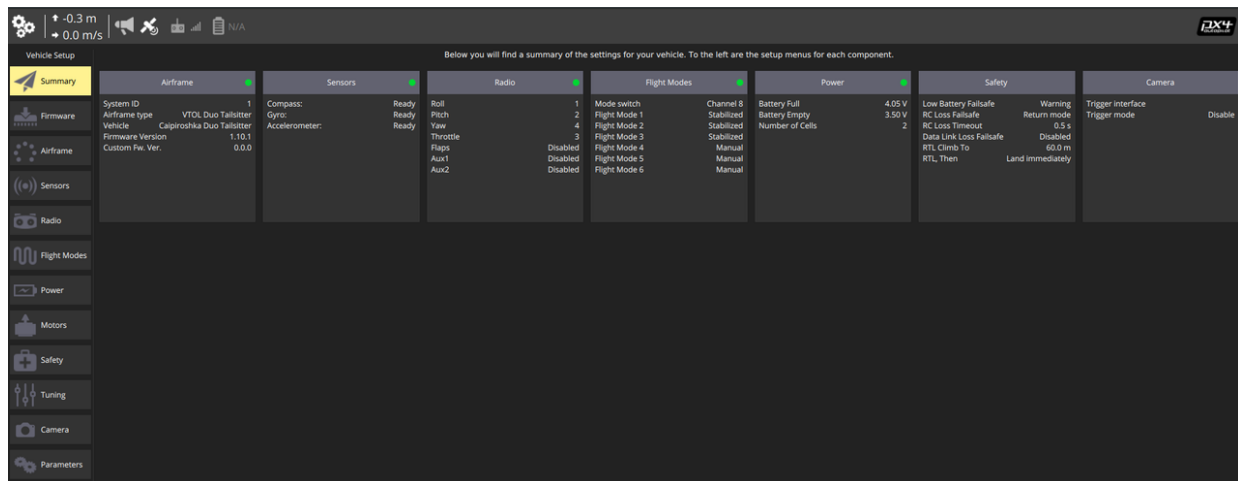 -0.3 m
0.0 m/s
N/A
PX4
autopilot
Vehicle Setup
Below you will find a summary of the settings for your vehicle. To the left are the setup menus for each component.
Summary
Firmware
Airframe
Sensors
Radio
Flight Modes
Power
Motors
Safety
Tuning
Camera
Parameters
Airframe
System ID 1
Airframe type VTOL Duo Tailsitter
Vehicle Caipiroshka Duo Tailsitter
Firmware Version 1.10.1
Custom Fw. Ver. 0.0.0
Sensors
Compass: Ready
Gyro: Ready
Accelerometer: Ready
Radio
Roll 1
Pitch 2
Yaw 4
Throttle 3
Flaps Disabled
Aux1 Disabled
Aux2 Disabled
Flight Modes
Mode switch Channel 8
Flight Mode 1 Stabilized
Flight Mode 2 Stabilized
Flight Mode 3 Stabilized
Flight Mode 4 Manual
Flight Mode 5 Manual
Flight Mode 6 Manual
Power
Battery Full 4.05 V
Battery Empty 3.50 V
Number of Cells 2
Safety
Low Battery Failsafe Warning
RC Loss Failsafe Return mode
RC Loss Timeout 0.5 s
Data Link Loss Failsafe Disabled
RTL Climb To 60.0 m
RTL, Then Land immediately
Camera
Trigger interface
Trigger mode Disable